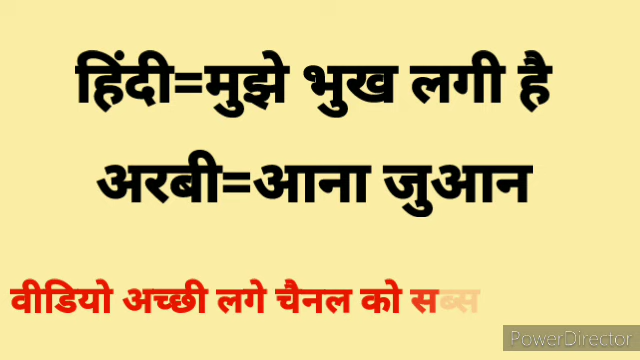 हिंदी=मुझे भुख लगी है
अरबी=आना जुआन
वीडियो अच्छी लगे चैनल को सब्स
PowerDirector